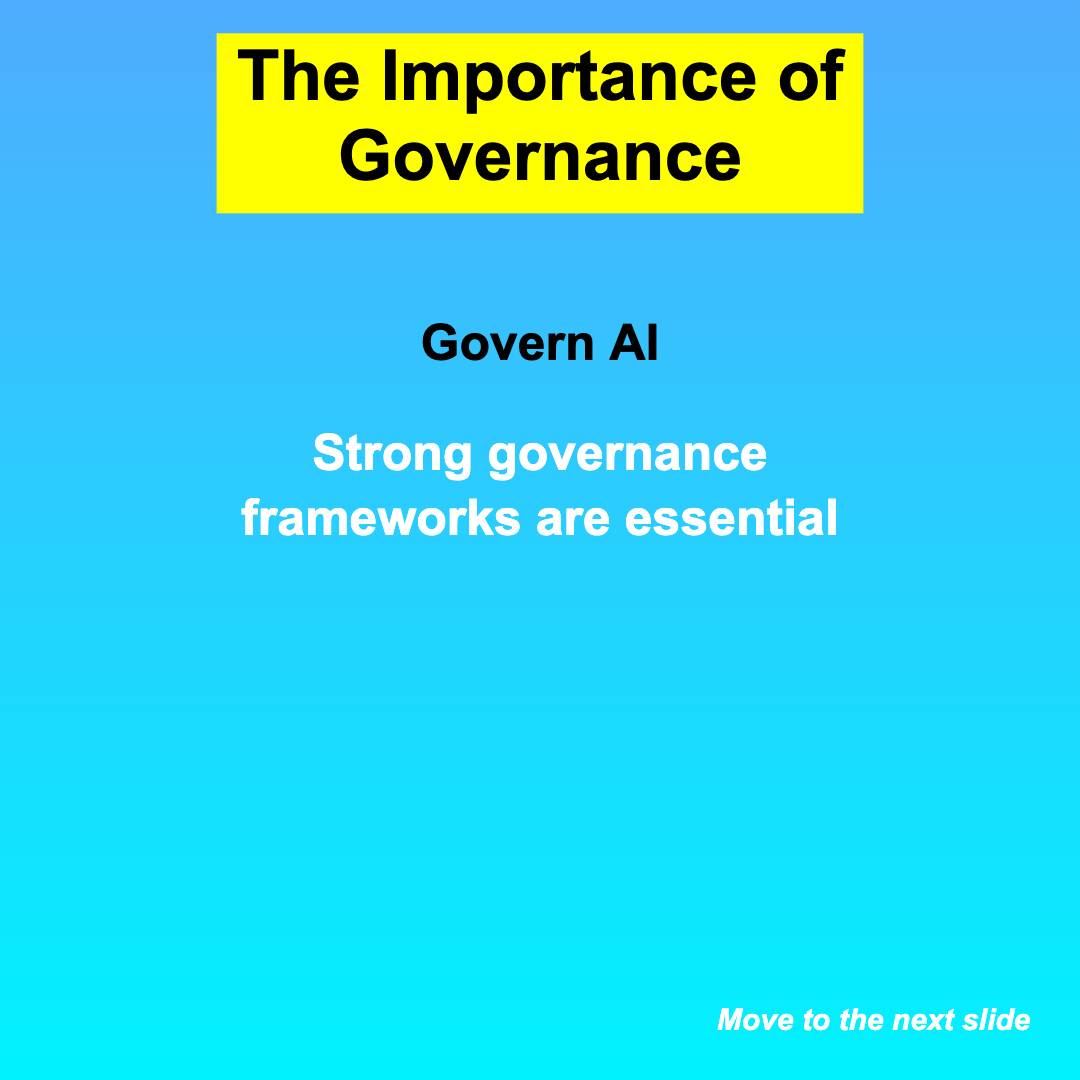 The Importance of
Governance
Govern AI
Strong governance
frameworks are essential
Move to the next slide